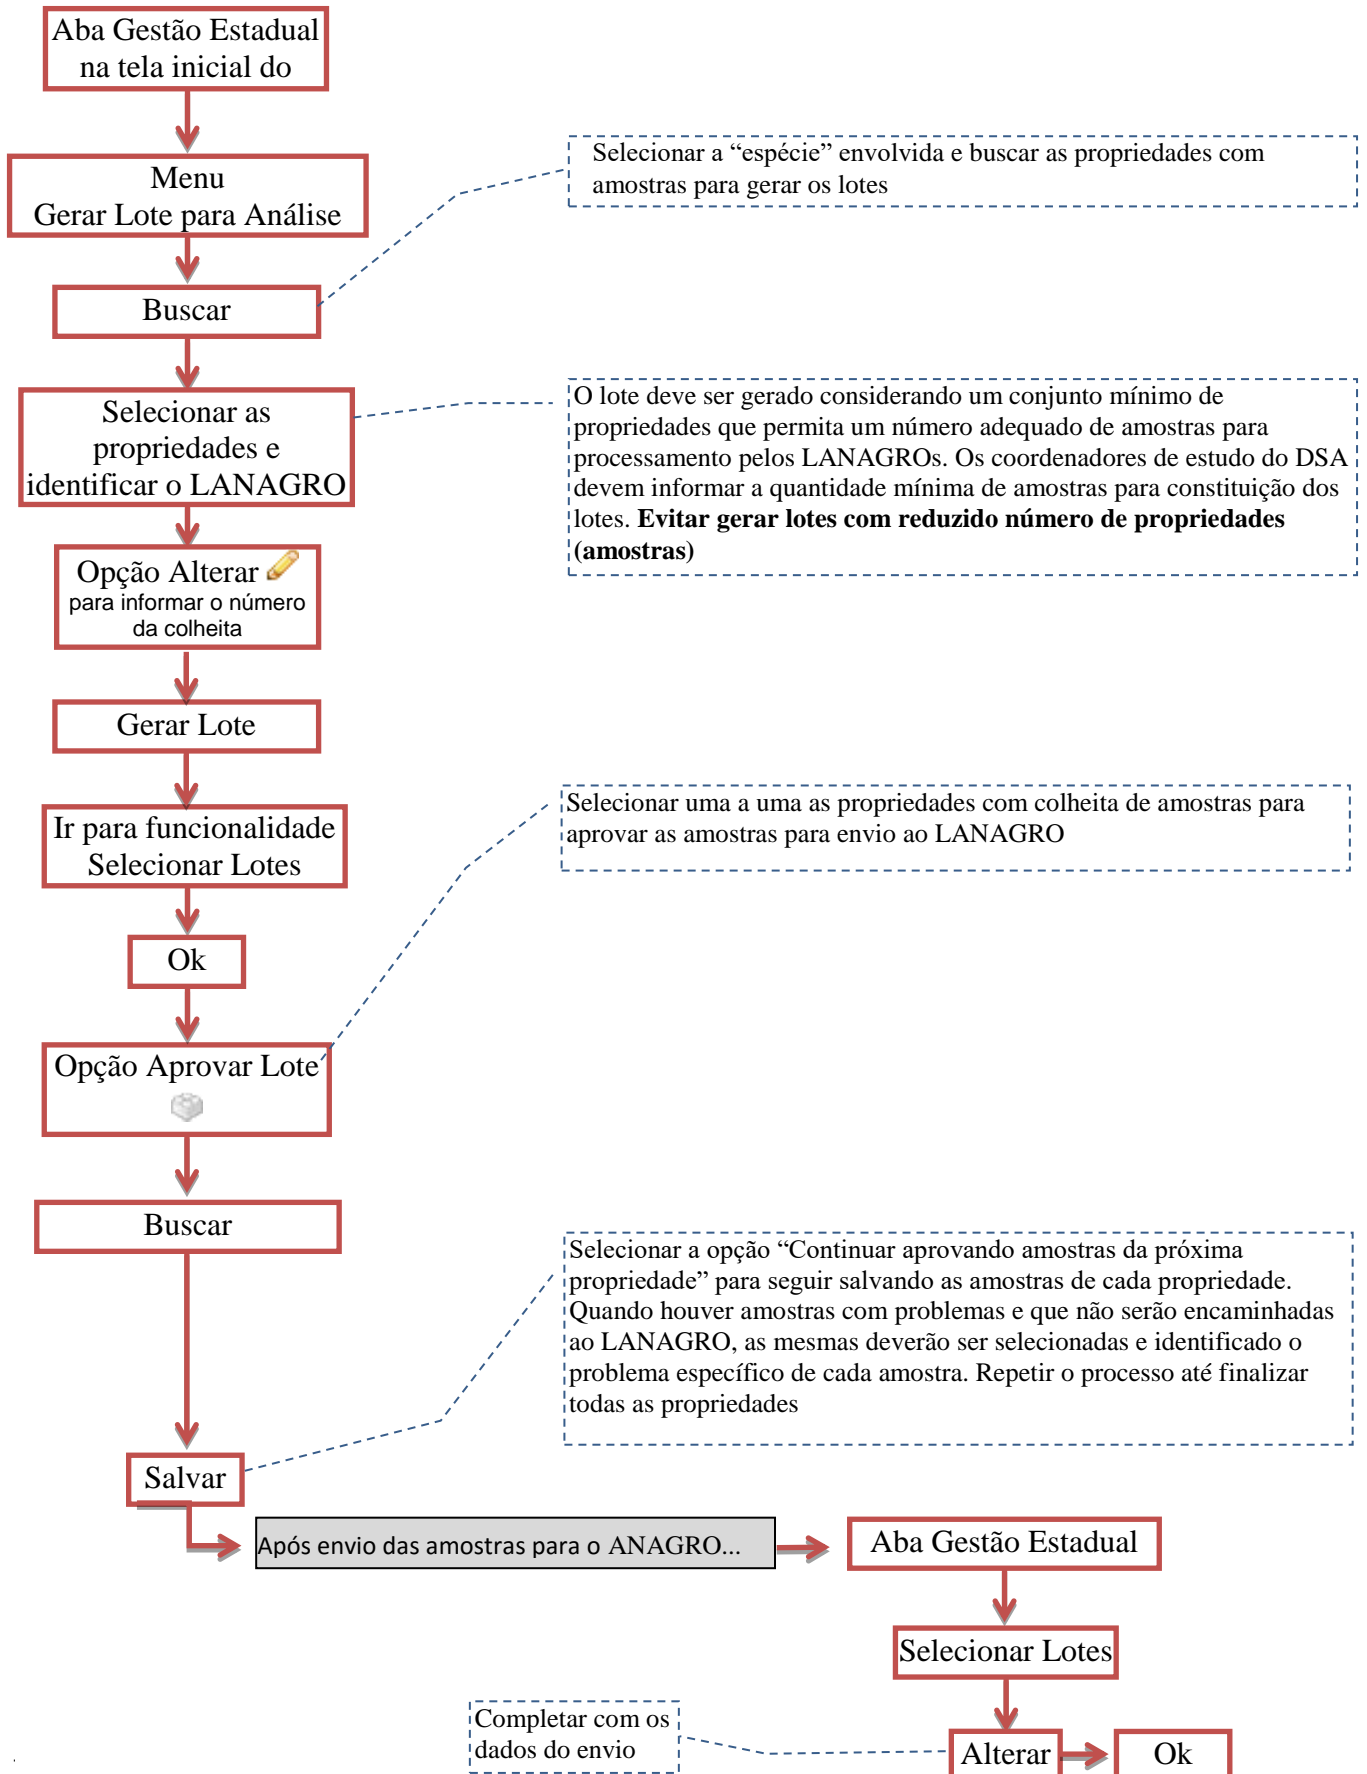 Aba Gestão Estadual
na tela inicial do
Menu
Gerar Lote para Análise
Selecionar a “espécie” envolvida e buscar as propriedades com
amostras para gerar os lotes
Buscar
Selecionar as
propriedades e
identificar o LANAGRO
O lote deve ser gerado considerando um conjunto mínimo de
propriedades que permita um número adequado de amostras para
processamento pelos LANAGROs. Os coordenadores de estudo do DSA
devem informar a quantidade mínima de amostras para constituição dos
lotes. Evitar gerar lotes com reduzido número de propriedades
(amostras)
Opção Alterar
para informar o número
da colheita
Gerar Lote
Ir para funcionalidade
Selecionar Lotes
Selecionar uma a uma as propriedades com colheita de amostras para
aprovar as amostras para envio ao LANAGRO
Ok
Opção Aprovar Lote
Buscar
Selecionar a opção “Continuar aprovando amostras da próxima
propriedade” para seguir salvando as amostras de cada propriedade.
Quando houver amostras com problemas e que não serão encaminhadas
ao LANAGRO, as mesmas deverão ser selecionadas e identificado o
problema específico de cada amostra. Repetir o processo até finalizar
todas as propriedades
Salvar
Após envio das amostras para o ANAGRO...
Aba Gestão Estadual
Selecionar Lotes
Completar com os
dados do envio
Alterar
Ok